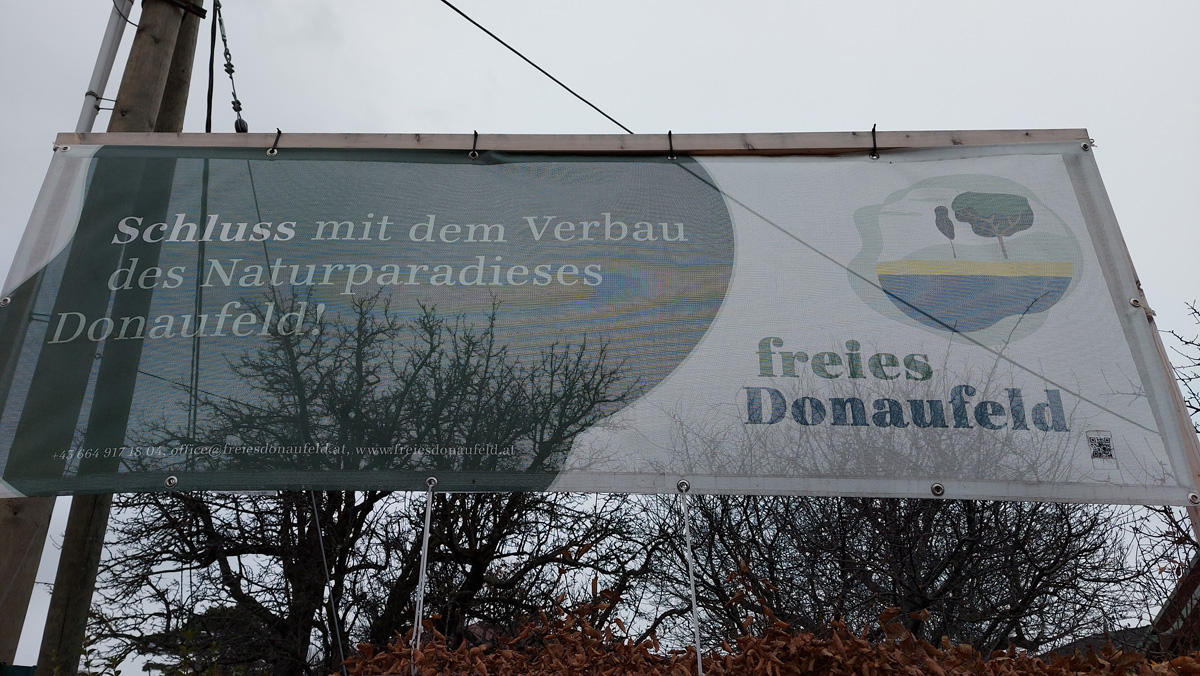 Schluss mit dem Verbau
des Naturparadieses
Donaufeld!
freies
Donaufeld
+43 664 917 18 04, office@freiesdonaufeld.at, www.freiesdonaufeld.at